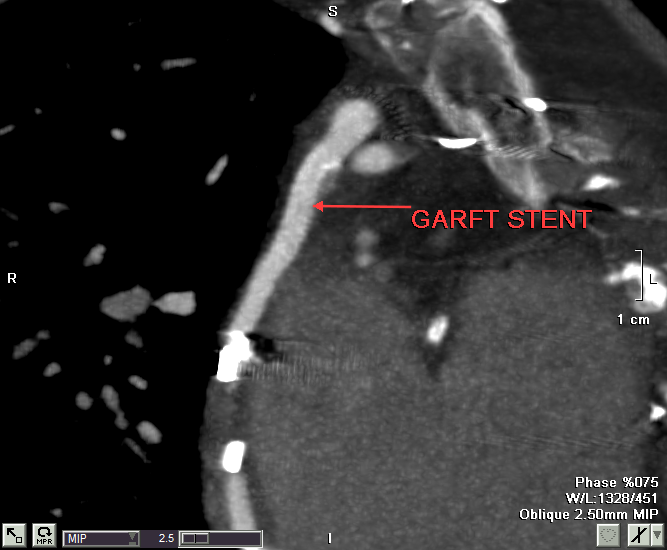 S
GARFT STENT
R
L
1 cm
Phase %075
W/L:1328/451
Oblique 2.50mm MIP
MPR
MIP
2.5
I